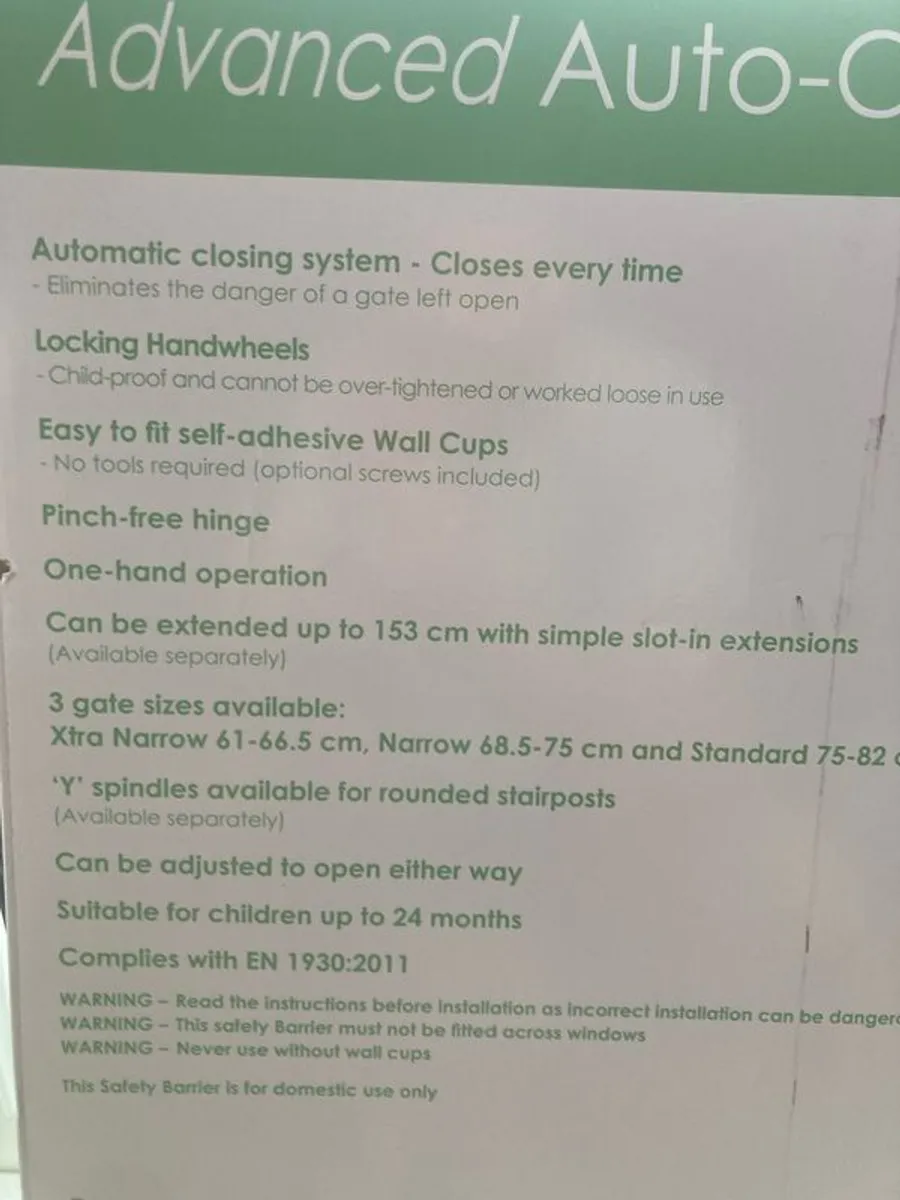 Advanced Auto-C
Automatic closing system - Closes every time
- Eliminates the danger of a gate left open
Locking Handwheels
- Child-proof and cannot be over-tightened or worked loose in use
Easy to fit self-adhesive Wall Cups
- No tools required (optional screws included)
Pinch-free hinge
One-hand operation
Can be extended up to 153 cm with simple slot-in extensions
(Available separately)
3 gate sizes available:
Xtra Narrow 61-66.5 cm, Narrow 68.5-75 cm and Standard 75-82 c
‘Y’ spindles available for rounded stairposts
(Available separately)
Can be adjusted to open either way
Suitable for children up to 24 months
Complies with EN 1930:2011
WARNING – Read the instructions before installation as incorrect installation can be dangero
WARNING – This safety Barrier must not be fitted across windows
WARNING – Never use without wall cups
This Safety Barrier is for domestic use only